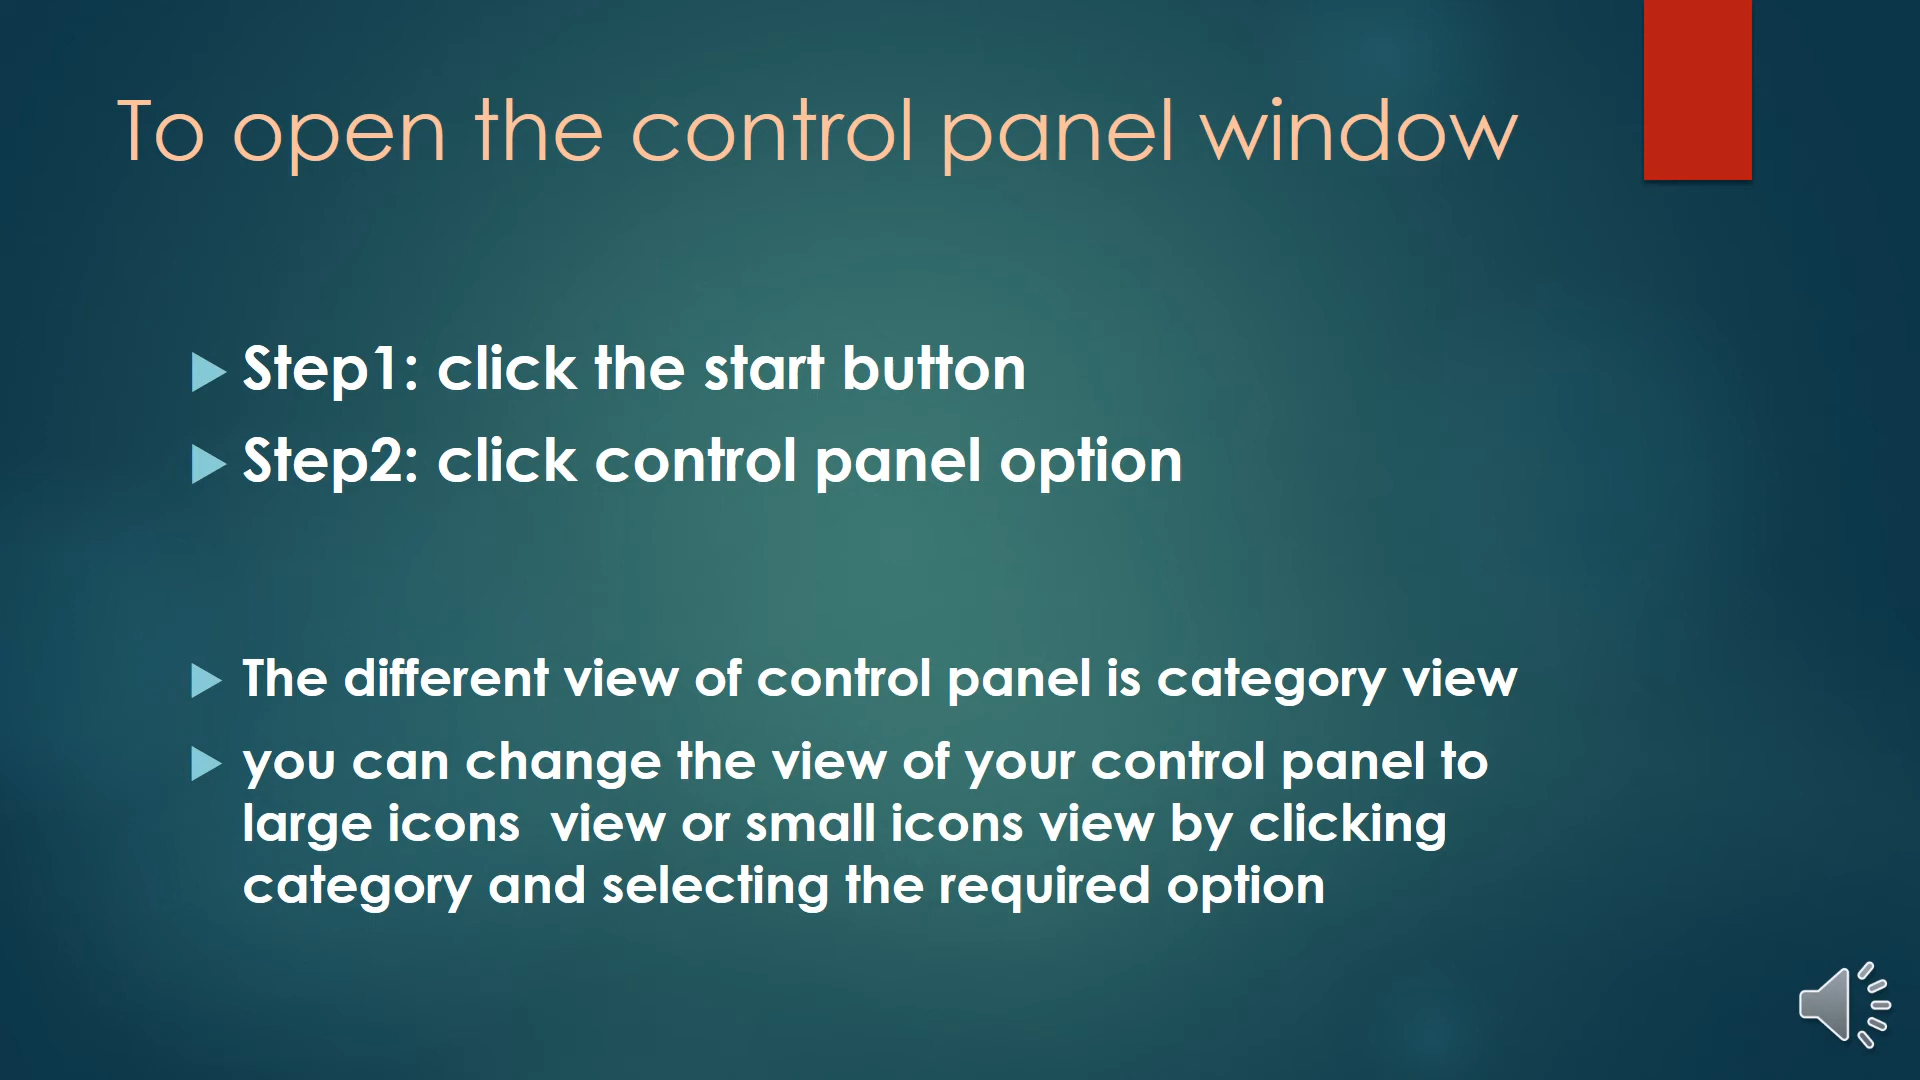 To open the control panel window
Step1: click the start button
Step2: click control panel option
The different view of control panel is category view
you can change the view of your control panel to
large icons  view or small icons view by clicking
category and selecting the required option